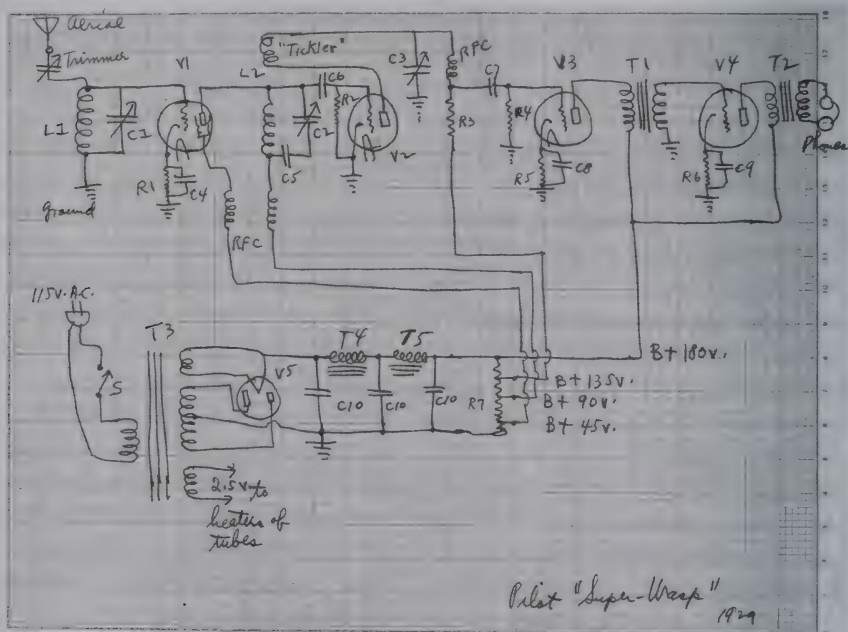 Aerial
Trimmer
V1
"Tickler"
C3
RFC
C7
V3
T1
V4
T2
L2
C6
L1
C1
C2
R3
R4
Phones
V2
C5
R1
C4
R5
C8
R6
C9
Ground
RFC
115V. A.C.
T3
T4
T5
S
V5
C10
C10
C10
R7
B+ 180v.
B+ 135v.
B+ 90v.
B+ 45v.
2.5v to
heaters of
tubes
Pilot "Super-Wasp"
1929